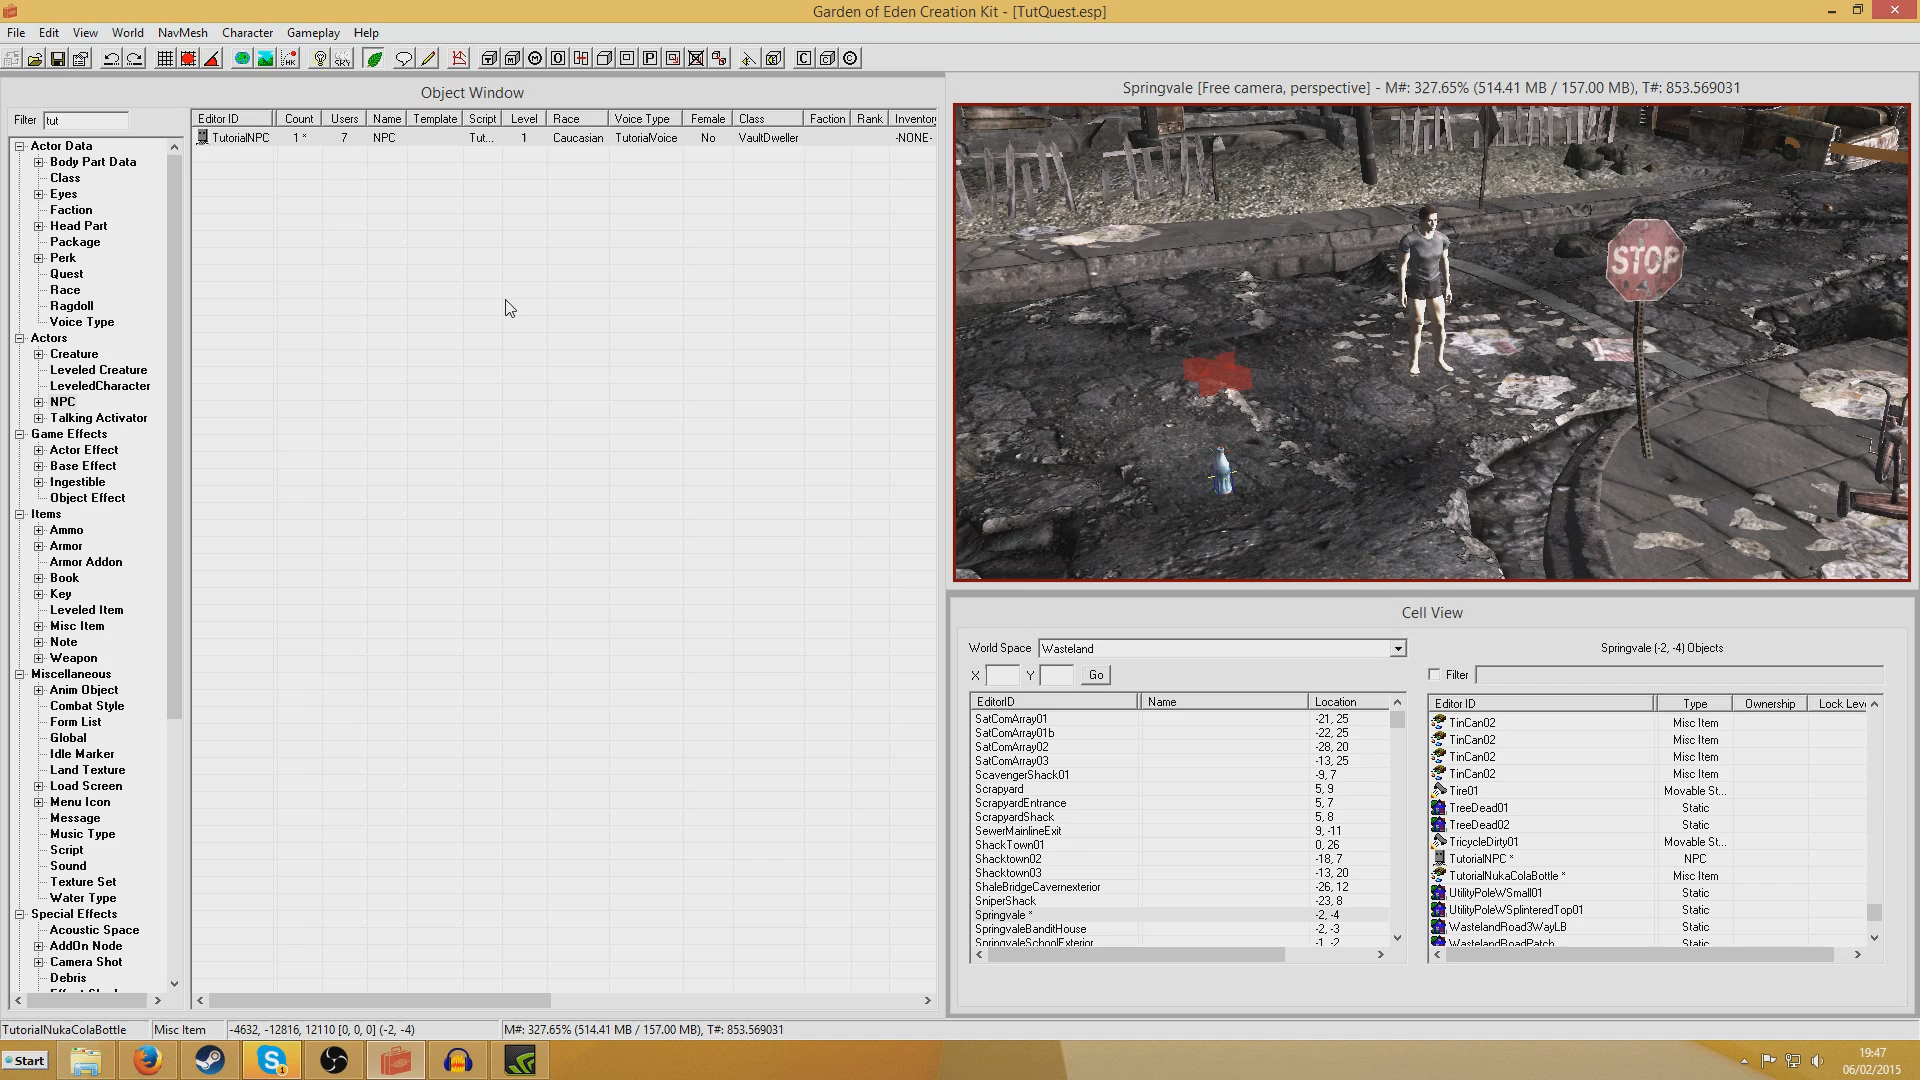 Garden of Eden Creation Kit - [TutQuest.esp]
File Edit View World NavMesh Character Gameplay Help
Object Window
Filter tut
Actor Data
Body Part Data
Class
Eyes
Faction
Head Part
Package
Perk
Quest
Race
Ragdoll
Voice Type
Actors
Creature
Leveled Creature
LeveledCharacter
NPC
Talking Activator
Game Effects
Actor Effect
Base Effect
Ingestible
Object Effect
Items
Ammo
Armor
Armor Addon
Book
Key
Leveled Item
Misc Item
Note
Weapon
Miscellaneous
Anim Object
Combat Style
Form List
Global
Idle Marker
Land Texture
Load Screen
Menu Icon
Message
Music Type
Script
Sound
Texture Set
Water Type
Special Effects
Acoustic Space
AddOn Node
Camera Shot
Debris
Editor ID Count Users Name Template Script Level Race Voice Type Female Class Faction Rank Inventory
TutorialNPC 1 * 7 NPC Tut... 1 Caucasian TutorialVoice No VaultDweller -NONE-
Springvale [Free camera, perspective] - M#: 327.65% (514.41 MB / 157.00 MB), T#: 853.569031
STOP
Cell View
World Space Wasteland
X Y Go
EditorID Name Location
SatComArray01 -21, 25
SatComArray01b -22, 25
SatComArray02 -28, 20
SatComArray03 -13, 25
ScavengerShack01 -9, 7
Scrapyard 5, 9
ScrapyardEntrance 5, 7
ScrapyardShack 5, 8
SewerMainlineExit 9, -11
ShackTown01 0, 26
Shacktown02 -18, 7
Shacktown03 -13, 20
ShaleBridgeCavernexterior -26, 12
SniperShack -23, 8
Springvale * -2, -4
SpringvaleBanditHouse -2, -3
SpringvaleSchoolExterior -1, -2
Springvale (-2, -4) Objects
Filter
Editor ID Type Ownership Lock Leve
TinCan02 Misc Item
TinCan02 Misc Item
TinCan02 Misc Item
TinCan02 Misc Item
Tire01 Movable St...
TreeDead01 Static
TreeDead02 Static
TricycleDirty01 Movable St...
TutorialNPC * NPC
TutorialNukaColaBottle * Misc Item
UtilityPoleWSmall01 Static
UtilityPoleWSplinteredTop01 Static
WastelandRoad3WayLB Static
WastelandRoadPatch Static
TutorialNukaColaBottle Misc Item -4632, -12816, 12110 [0, 0, 0] (-2, -4) M#: 327.65% (514.41 MB / 157.00 MB), T#: 853.569031
Start
19:47
06/02/2015